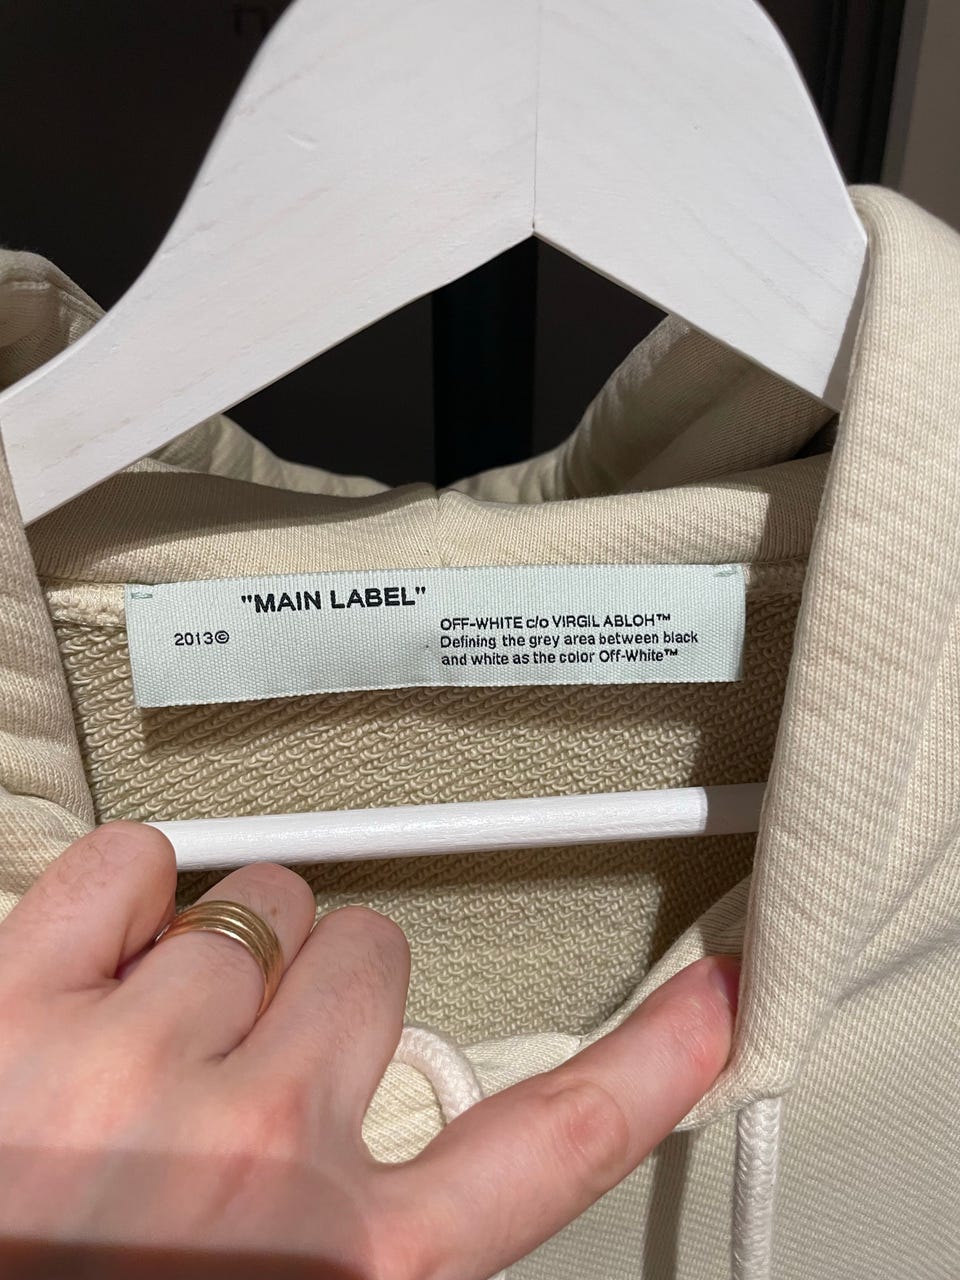 "MAIN LABEL"
2013©
OFF-WHITE c/o VIRGIL ABLOH™
Defining the grey area between black
and white as the color Off-White™